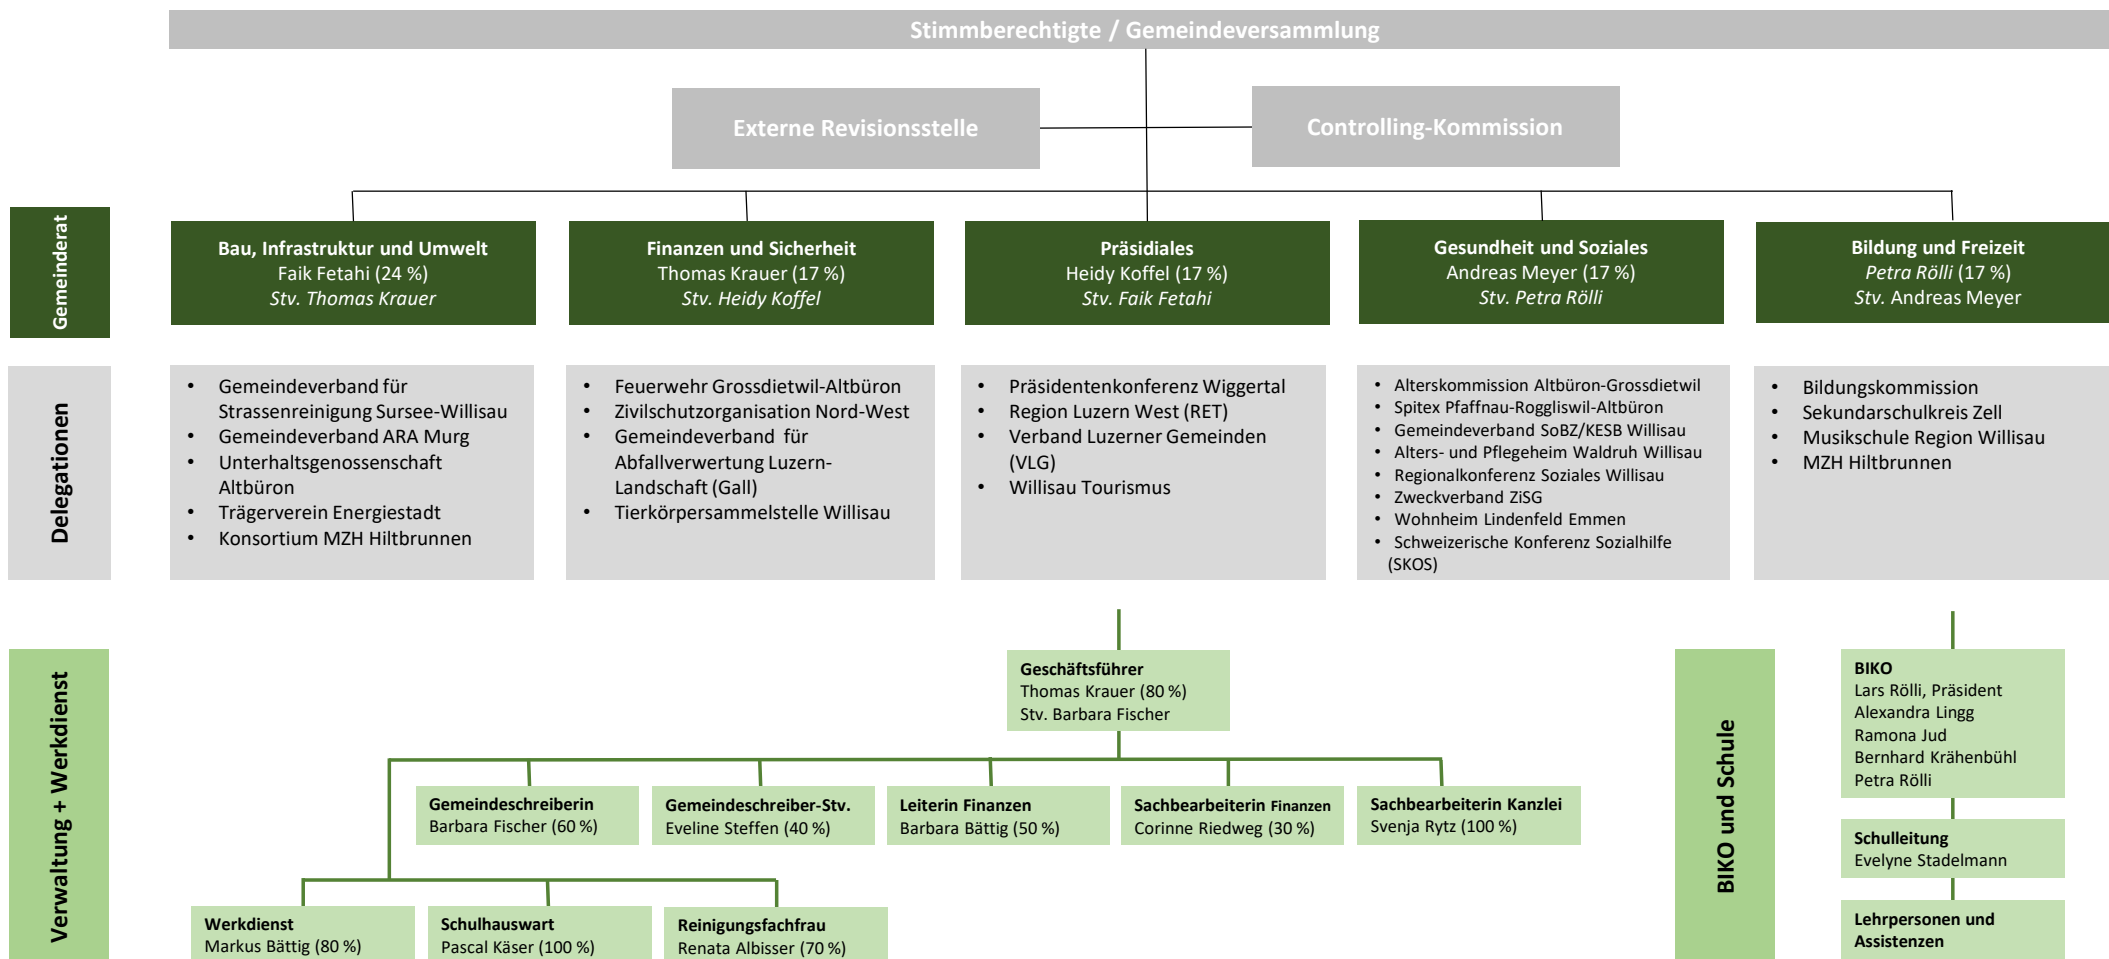 Stimmberechtigte / Gemeindeversammlung
Externe Revisionsstelle
Controlling-Kommission
Gemeinderat
Bau, Infrastruktur und Umwelt
Faik Fetahi (24 %)
Stv. Thomas Krauer
Finanzen und Sicherheit
Thomas Krauer (17 %)
Stv. Heidy Koffel
Präsidiales
Heidy Koffel (17 %)
Stv. Faik Fetahi
Gesundheit und Soziales
Andreas Meyer (17 %)
Stv. Petra Rölli
Bildung und Freizeit
Petra Rölli (17 %)
Stv. Andreas Meyer
Delegationen
• Gemeindeverband für
Strassenreinigung Sursee-Willisau
• Gemeindeverband ARA Murg
• Unterhaltsgenossenschaft
Altbüron
• Trägerverein Energiestadt
• Konsortium MZH Hiltbrunnen
• Feuerwehr Grossdietwil-Altbüron
• Zivilschutzorganisation Nord-West
• Gemeindeverband für
Abfallverwertung Luzern-
Landschaft (Gall)
• Tierkörpersammelstelle Willisau
• Präsidentenkonferenz Wiggertal
• Region Luzern West (RET)
• Verband Luzerner Gemeinden
(VLG)
• Willisau Tourismus
• Alterskommission Altbüron-Grossdietwil
• Spitex Pfaffnau-Roggliswil-Altbüron
• Gemeindeverband SoBZ/KESB Willisau
• Alters- und Pflegeheim Waldruh Willisau
• Regionalkonferenz Soziales Willisau
• Zweckverband ZiSG
• Wohnheim Lindenfeld Emmen
• Schweizerische Konferenz Sozialhilfe
(SKOS)
• Bildungskommission
• Sekundarschulkreis Zell
• Musikschule Region Willisau
• MZH Hiltbrunnen
Verwaltung + Werkdienst
Geschäftsführer
Thomas Krauer (80 %)
Stv. Barbara Fischer
Gemeindeschreiberin
Barbara Fischer (60 %)
Gemeindeschreiber-Stv.
Eveline Steffen (40 %)
Leiterin Finanzen
Barbara Bättig (50 %)
Sachbearbeiterin Finanzen
Corinne Riedweg (30 %)
Sachbearbeiterin Kanzlei
Svenja Rytz (100 %)
Werkdienst
Markus Bättig (80 %)
Schulhauswart
Pascal Käser (100 %)
Reinigungsfachfrau
Renata Albisser (70 %)
BIKO und Schule
BIKO
Lars Rölli, Präsident
Alexandra Lingg
Ramona Jud
Bernhard Krähenbühl
Petra Rölli
Schulleitung
Evelyne Stadelmann
Lehrpersonen und
Assistenzen